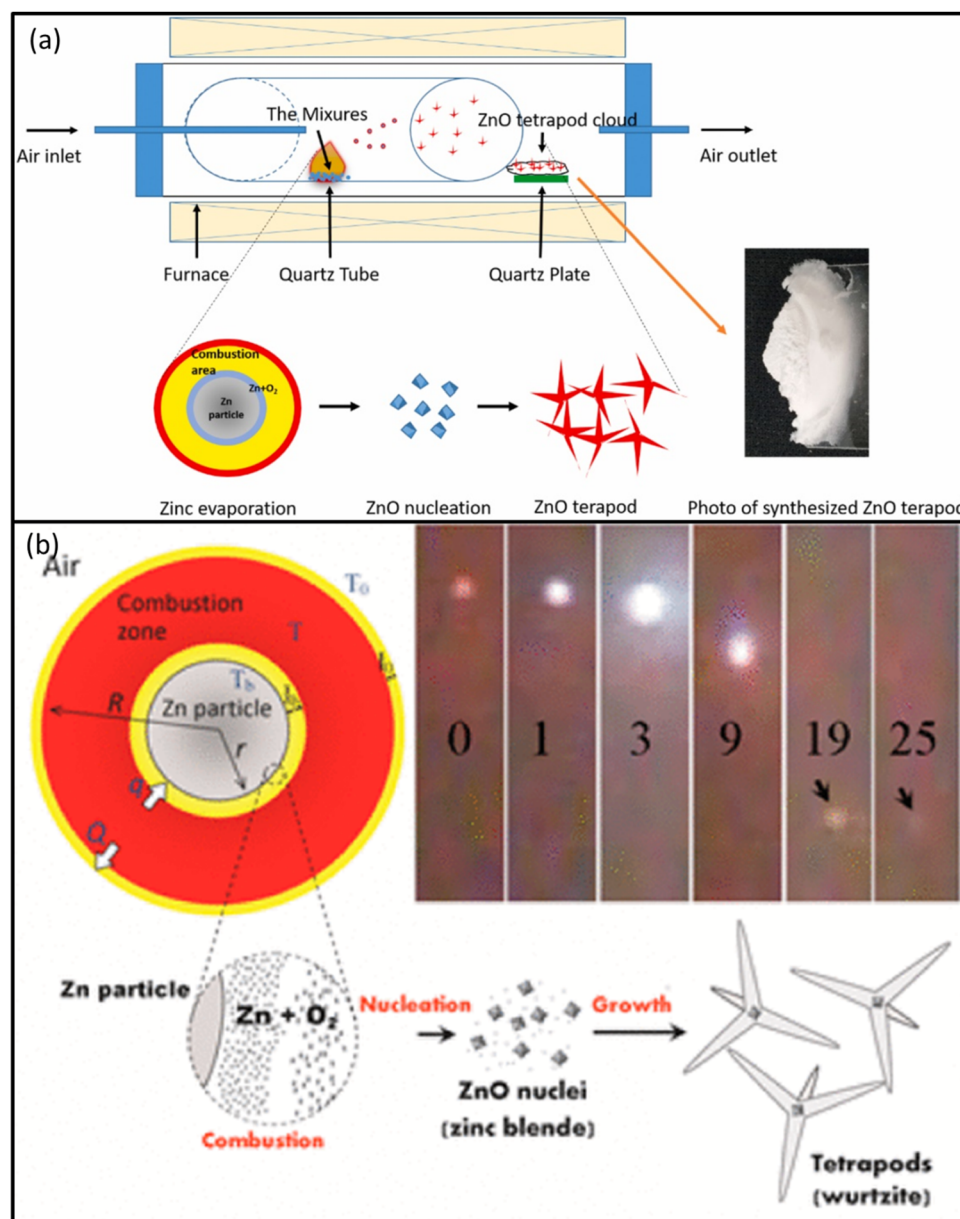 (a)
The Mixures
ZnO tetrapod cloud
Air inlet
Air outlet
Furnace
Quartz Tube
Quartz Plate
Combustion
area
Zn+O₂
Zn
particle
Zinc evaporation
ZnO nucleation
ZnO terapod
Photo of synthesized ZnO terapod
(b)
Air
T₀
Combustion
zone
T
R
T_b
Zn particle
r
q
Q
0
1
3
9
19
25
Zn particle
Zn + O₂
Combustion
Nucleation
Growth
ZnO nuclei
(zinc blende)
Tetrapods
(wurtzite)